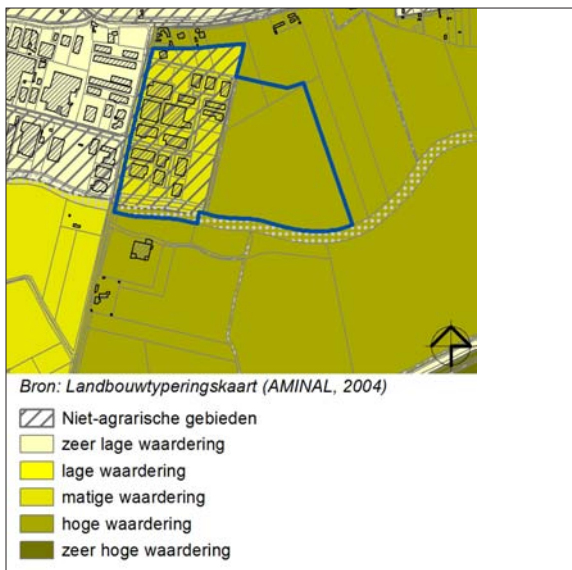 Bron: Landbouwtyperingskaart (AMINAL, 2004)
Niet-agrarische gebieden
zeer lage waardering
lage waardering
matige waardering
hoge waardering
zeer hoge waardering